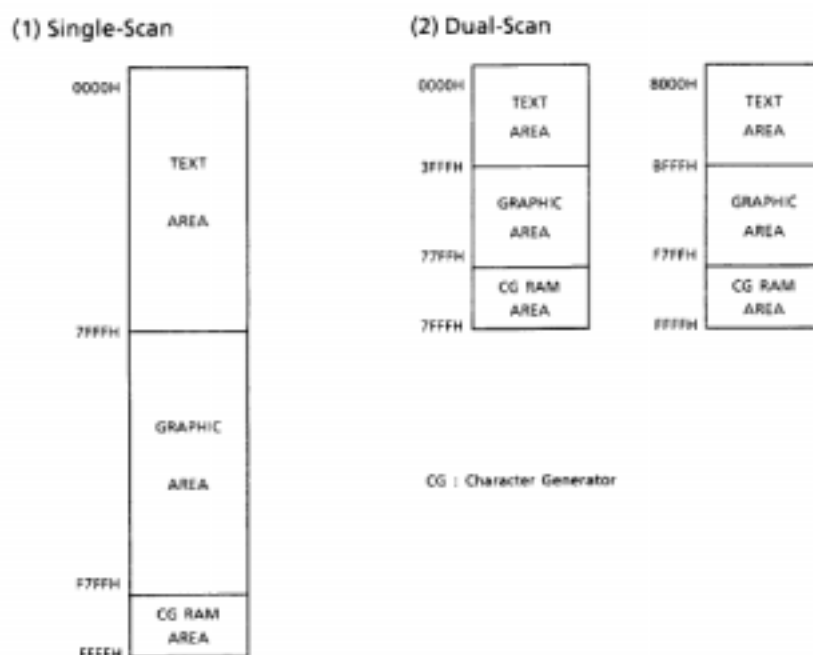 (1) Single-Scan
0000H
TEXT
AREA
7FFFH
GRAPHIC
AREA
F7FFH
CG RAM
AREA
FFFFH
(2) Dual-Scan
0000H
TEXT
AREA
3FFFH
GRAPHIC
AREA
77FFH
CG RAM
AREA
7FFFH
8000H
TEXT
AREA
BFFFH
GRAPHIC
AREA
F7FFH
CG RAM
AREA
FFFFH
CG : Character Generator